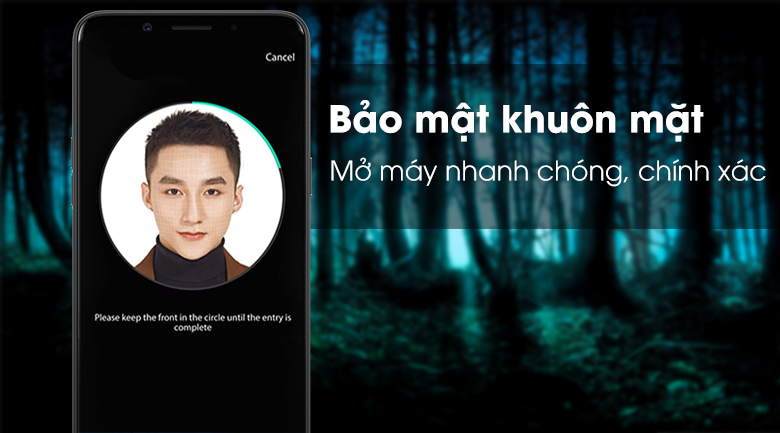 Cancel
Bảo mật khuôn mặt
Mở máy nhanh chóng, chính xác
Please keep the front in the circle until the entry is
complete